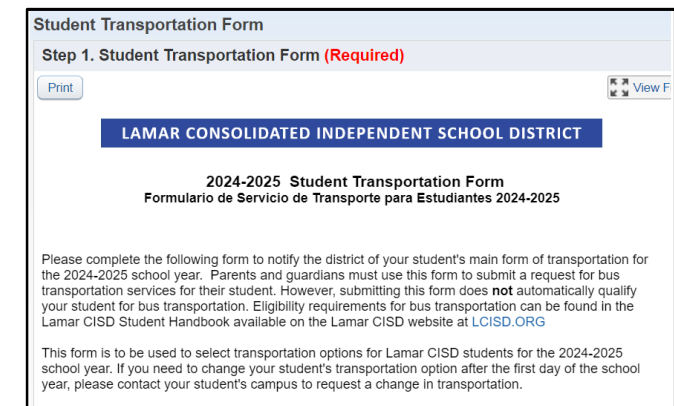 Student Transportation Form
Step 1. Student Transportation Form (Required)
Print
View F
LAMAR CONSOLIDATED INDEPENDENT SCHOOL DISTRICT
2024-2025 Student Transportation Form
Formulario de Servicio de Transporte para Estudiantes 2024-2025
Please complete the following form to notify the district of your student's main form of transportation for
the 2024-2025 school year. Parents and guardians must use this form to submit a request for bus
transportation services for their student. However, submitting this form does not automatically qualify
your student for bus transportation. Eligibility requirements for bus transportation can be found in the
Lamar CISD Student Handbook available on the Lamar CISD website at LCISD.ORG
This form is to be used to select transportation options for Lamar CISD students for the 2024-2025
school year. If you need to change your student's transportation option after the first day of the school
year, please contact your student's campus to request a change in transportation.